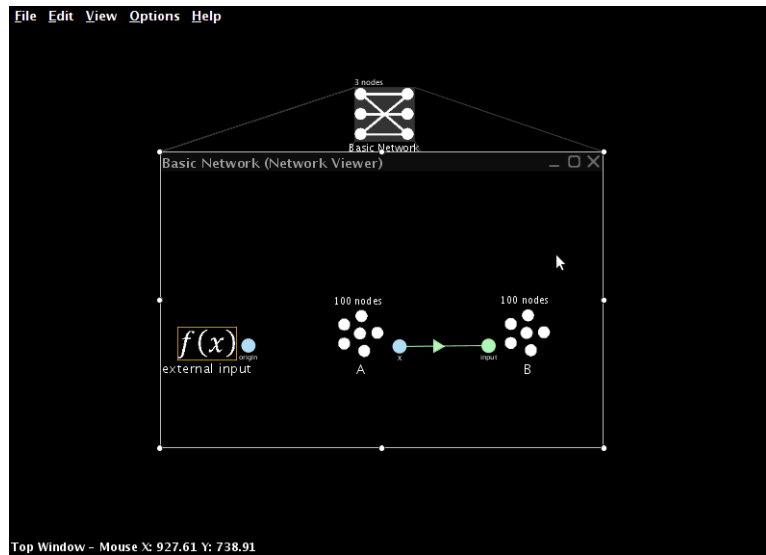 File Edit View Options Help
3 nodes
Basic Network
Basic Network (Network Viewer)
100 nodes
100 nodes
f(x)
origin
x
input
external input
A
B
Top Window - Mouse X: 927.61 Y: 738.91